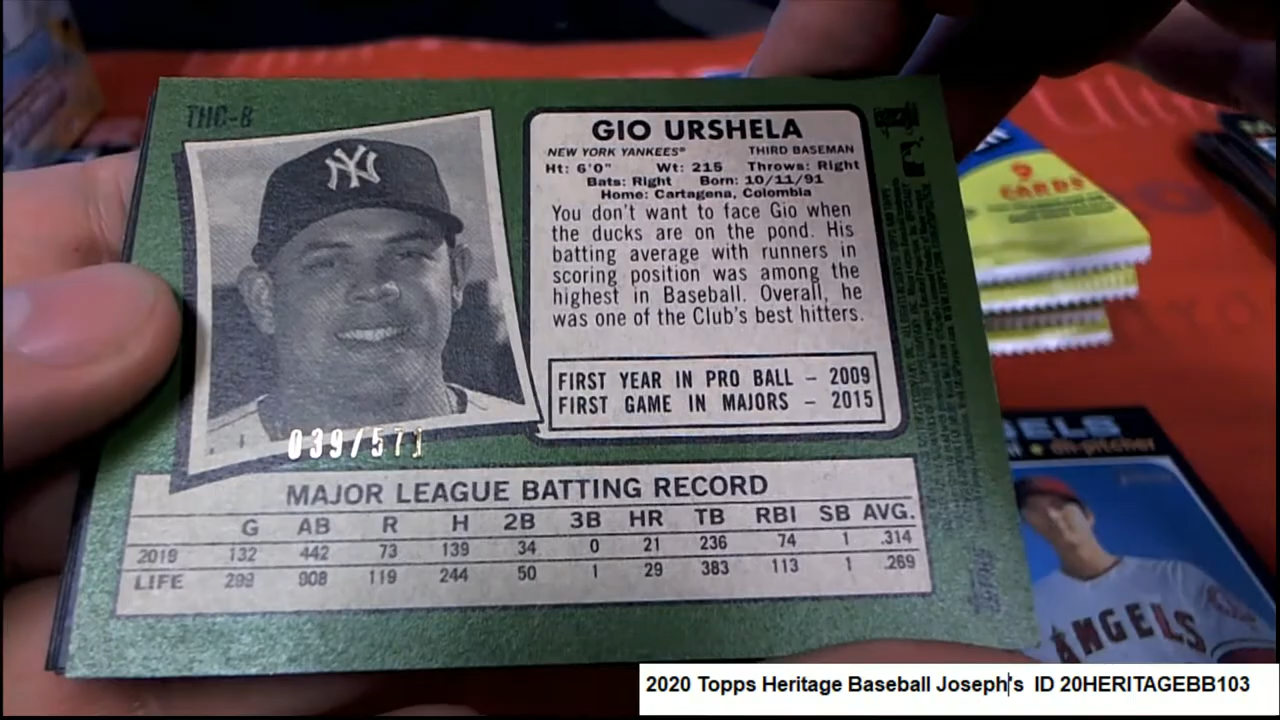 THC-8
GIO URSHELA
NEW YORK YANKEES® THIRD BASEMAN
Ht: 6'0" Wt: 215 Throws: Right
Bats: Right Born: 10/11/91
Home: Cartagena, Colombia
You don't want to face Gio when
the ducks are on the pond. His
batting average with runners in
scoring position was among the
highest in Baseball. Overall, he
was one of the Club's best hitters.
FIRST YEAR IN PRO BALL – 2009
FIRST GAME IN MAJORS – 2015
039/571
MAJOR LEAGUE BATTING RECORD
G AB R H 2B 3B HR TB RBI SB AVG.
2019 132 442 73 139 34 0 21 236 74 1 .314
LIFE 299 908 119 244 50 1 29 383 113 1 .269
CARDS
ANGELS
2020 Topps Heritage Baseball Joseph's ID 20HERITAGEBB103